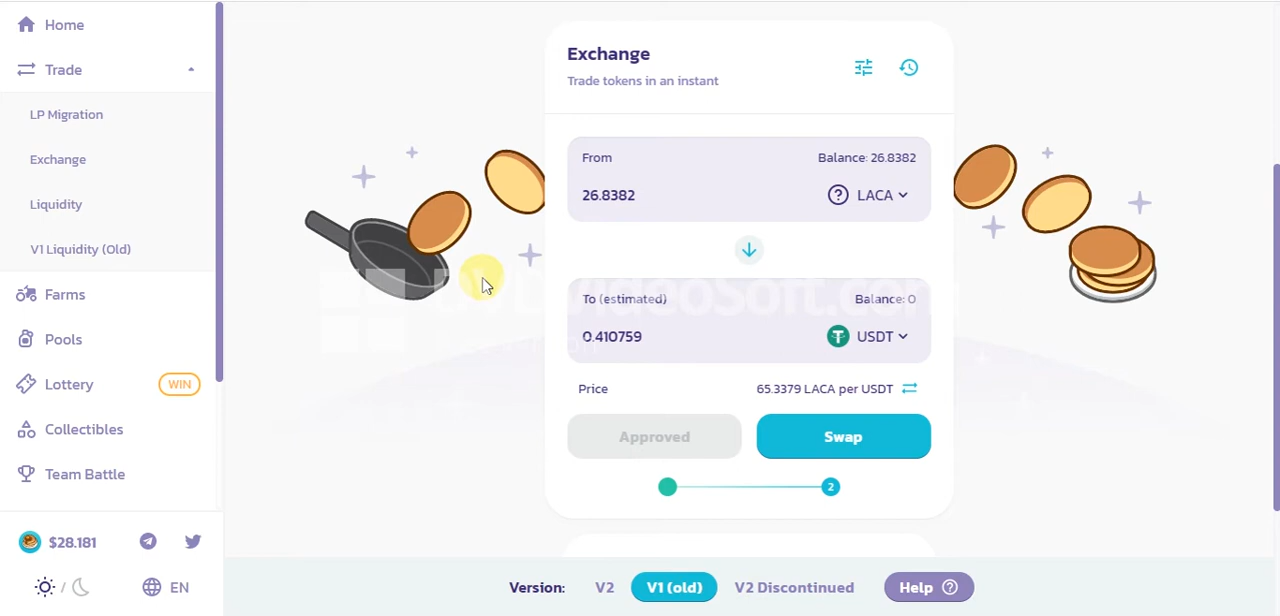 Home
Trade
LP Migration
Exchange
Liquidity
V1 Liquidity (Old)
Farms
Pools
Lottery WIN
Collectibles
Team Battle
$28.181
/ EN
Exchange
Trade tokens in an instant
From Balance: 26.8382
26.8382 ? LACA
To (estimated) Balance: 0
0.410759 USDT
Price 65.3379 LACA per USDT
Approved Swap
2
Version: V2 V1 (old) V2 Discontinued Help ?